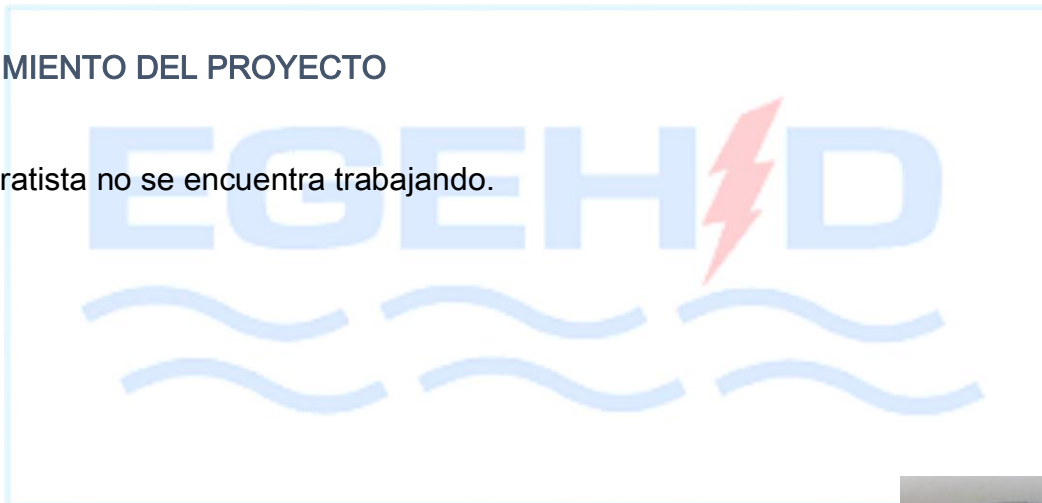 MIENTO DEL PROYECTO
ratista no se encuentra trabajando.
EGEHID